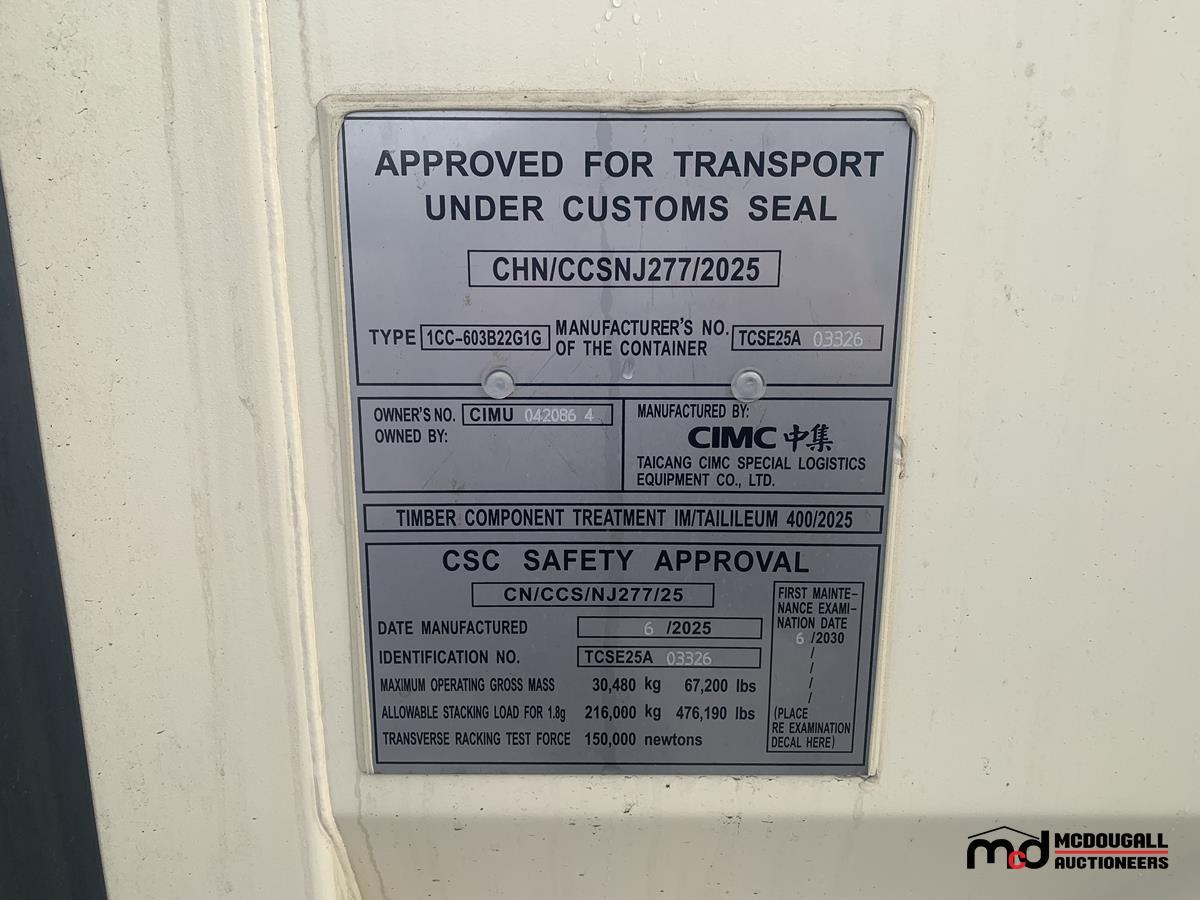 APPROVED FOR TRANSPORT
UNDER CUSTOMS SEAL
CHN/CCSNJ277/2025
TYPE 1CC-603B22G1G MANUFACTURER'S NO. OF THE CONTAINER TCSE25A 03326
OWNER'S NO. CIMU 042086 4
OWNED BY:
MANUFACTURED BY:
CIMC 中集
TAICANG CIMC SPECIAL LOGISTICS
EQUIPMENT CO., LTD.
TIMBER COMPONENT TREATMENT IM/TAILILEUM 400/2025
CSC SAFETY APPROVAL
CN/CCS/NJ277/25
DATE MANUFACTURED 6 /2025
IDENTIFICATION NO. TCSE25A 03326
MAXIMUM OPERATING GROSS MASS 30,480 kg 67,200 lbs
ALLOWABLE STACKING LOAD FOR 1.8g 216,000 kg 476,190 lbs
TRANSVERSE RACKING TEST FORCE 150,000 newtons
FIRST MAINTE-
NANCE EXAMI-
NATION DATE
6 /2030
/
/
/
/
(PLACE
RE EXAMINATION
DECAL HERE)
mcd MCDOUGALL
AUCTIONEERS